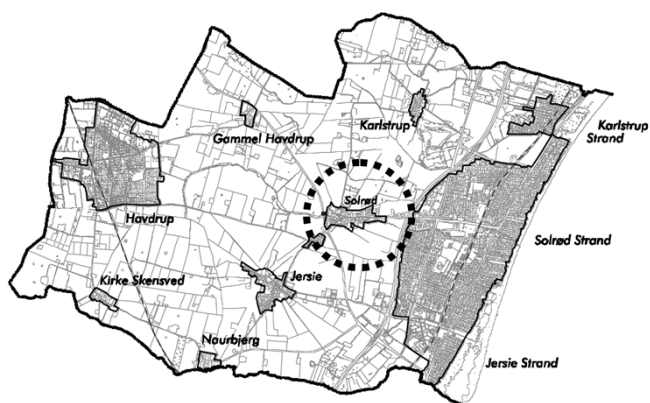 Karlstrup
Karlstrup
Strand
Gammel Havdrup
Solrød
Havdrup
Solrød Strand
Kirke Skensved
Jersie
Naurbjerg
Jersie Strand